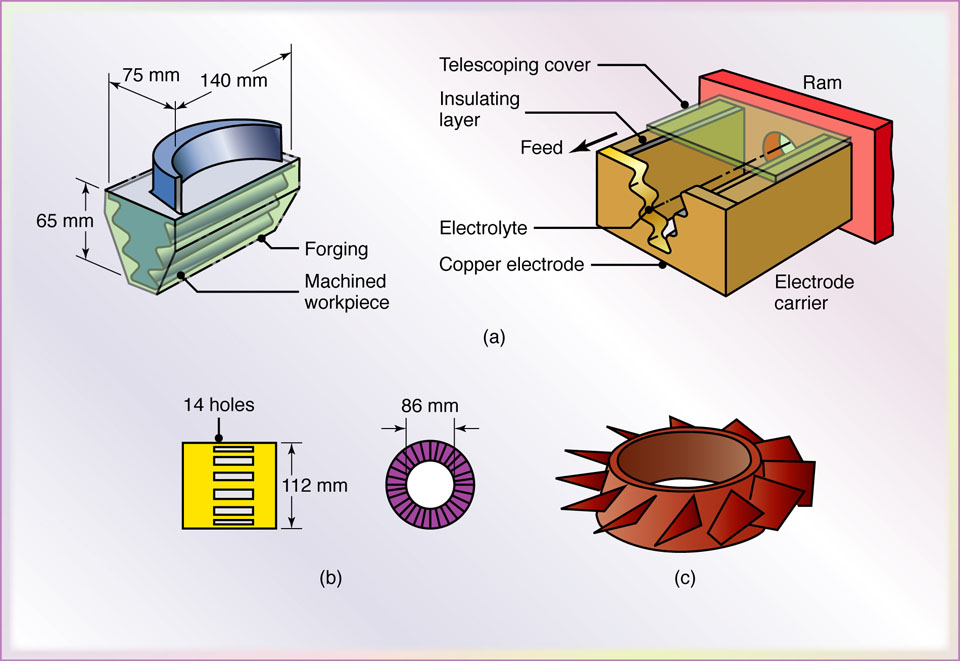 75 mm
140 mm
65 mm
Forging
Machined
workpiece
Telescoping cover
Insulating
layer
Feed
Ram
Electrolyte
Copper electrode
Electrode
carrier
(a)
14 holes
86 mm
112 mm
(b)
(c)